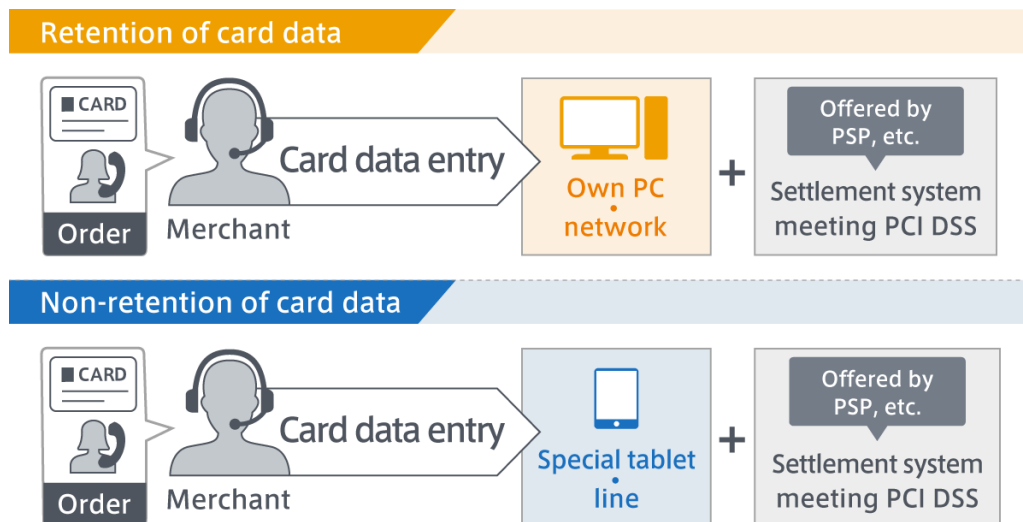 Retention of card data
CARD
Order
Merchant
Card data entry
Own PC
・
network
+
Offered by
PSP, etc.
Settlement system
meeting PCI DSS
Non-retention of card data
CARD
Order
Merchant
Card data entry
Special tablet
・
line
+
Offered by
PSP, etc.
Settlement system
meeting PCI DSS